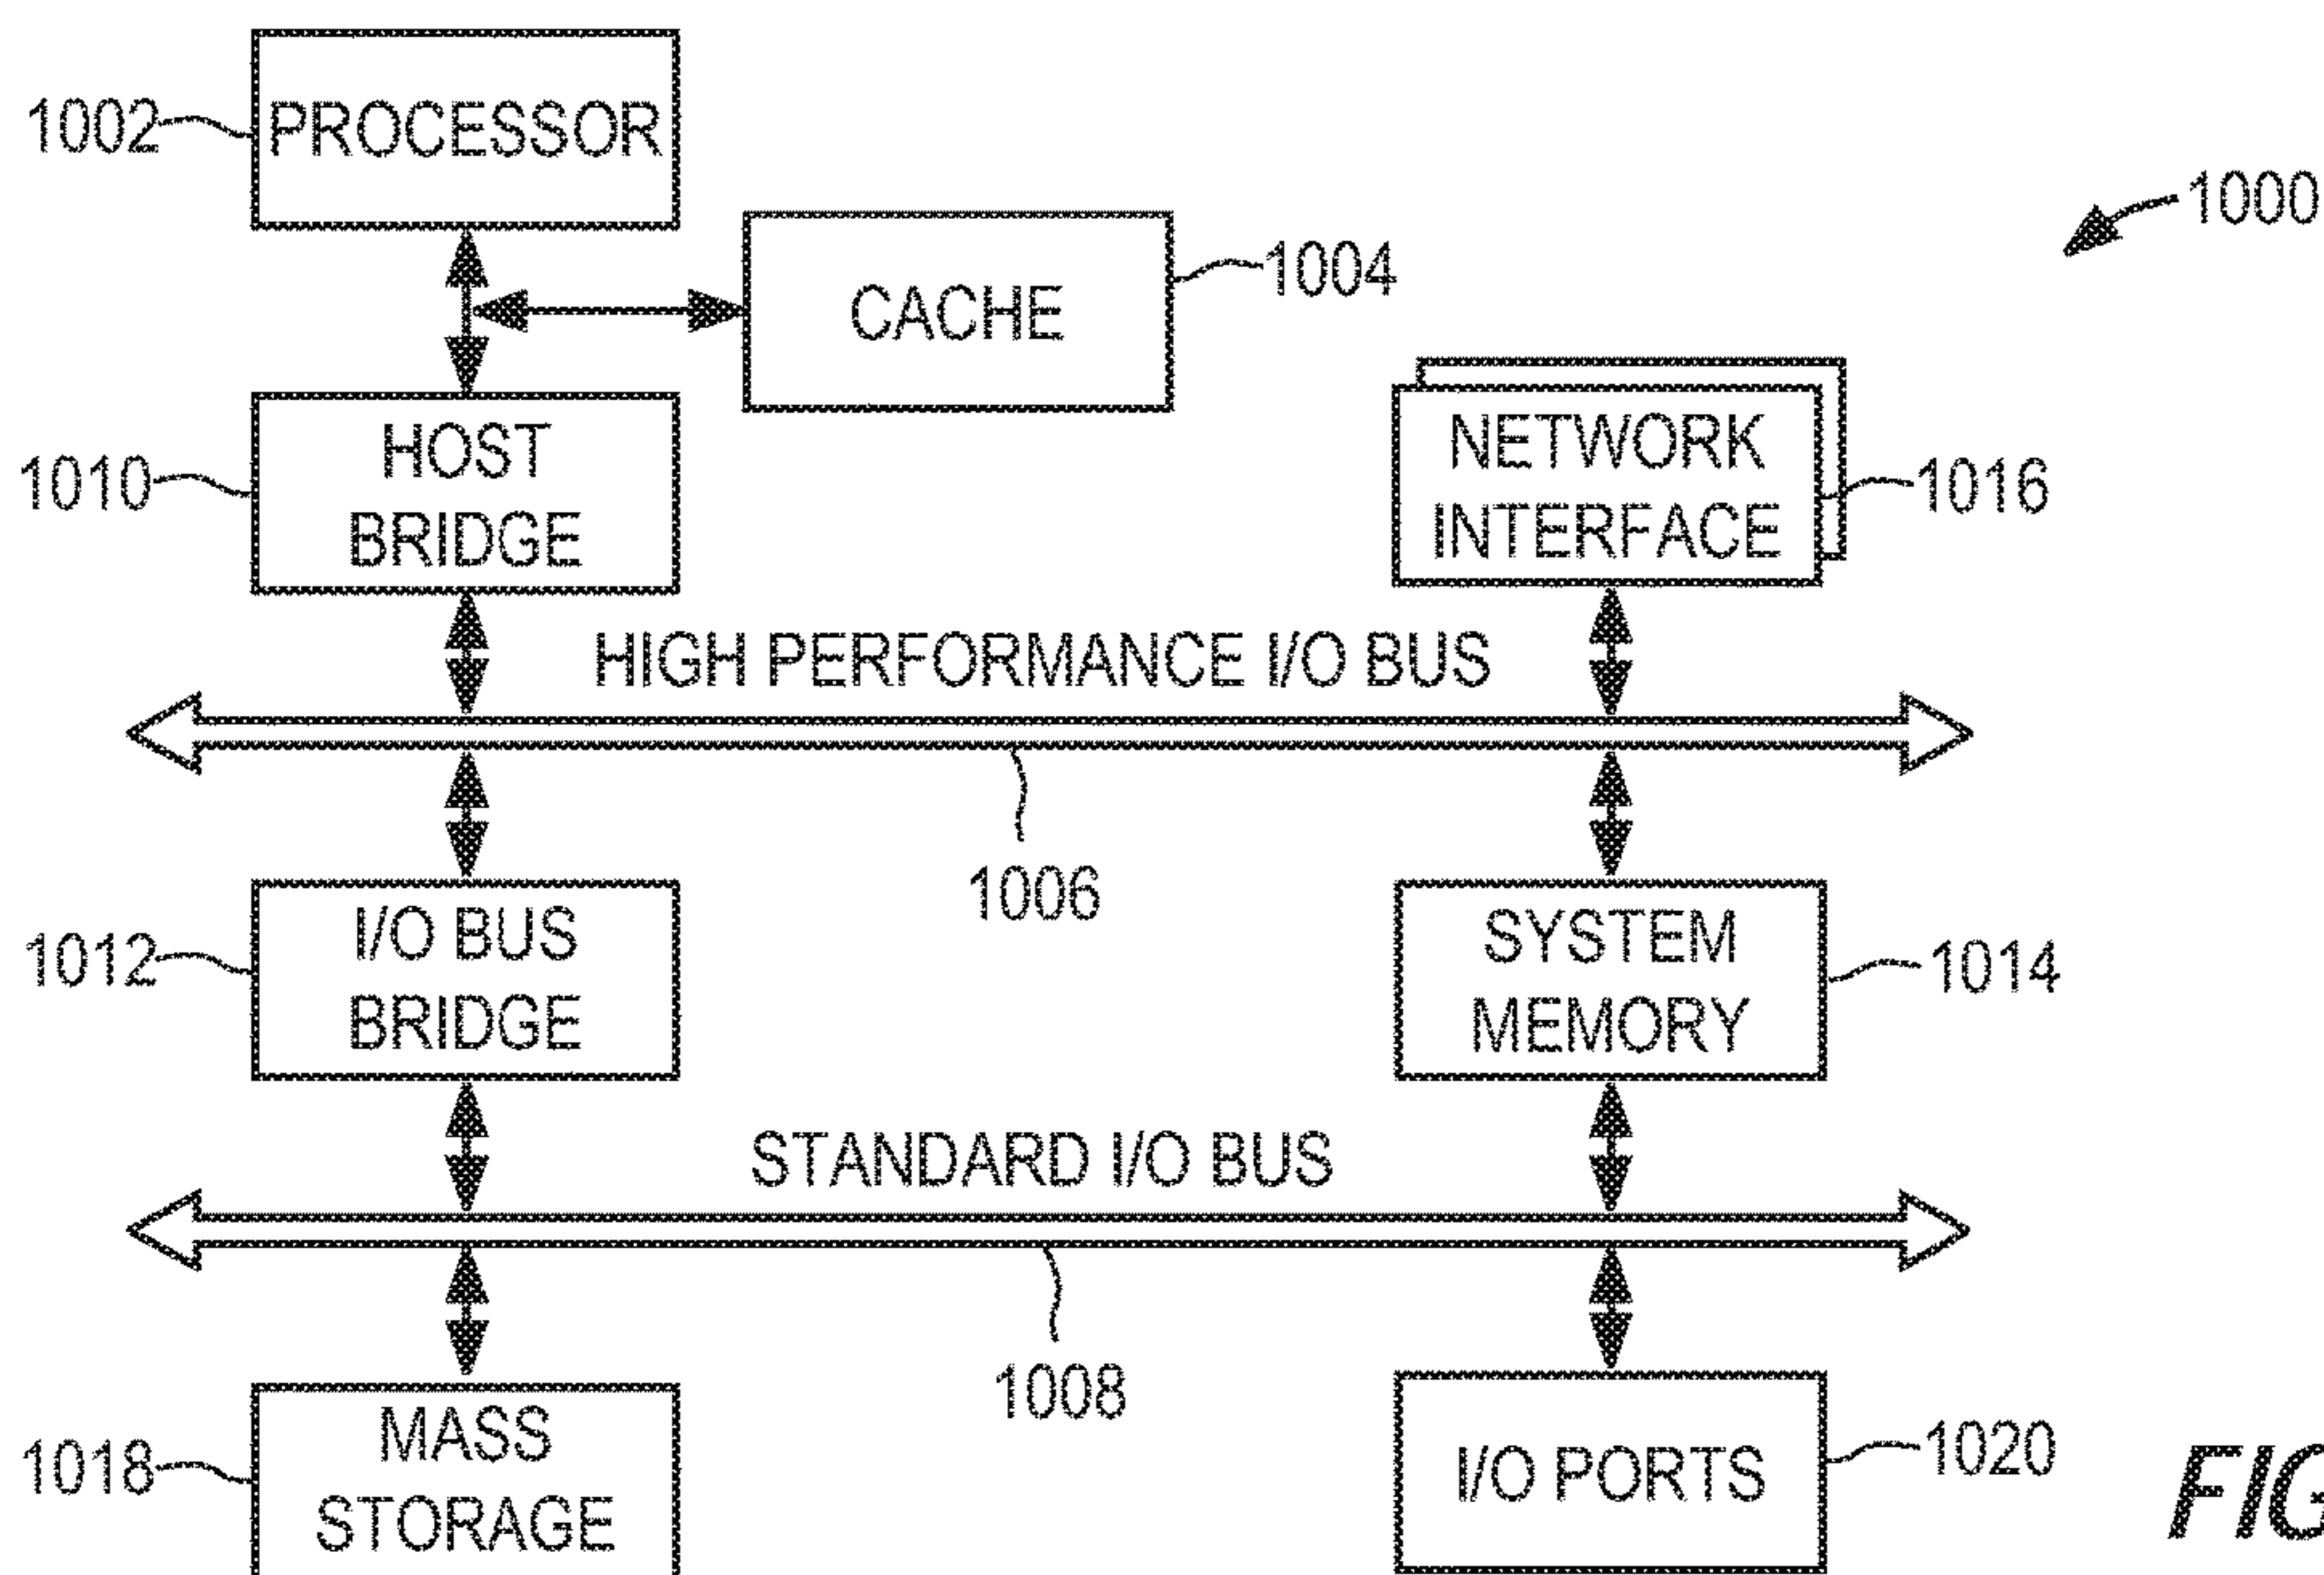 PROCESSOR
1002
1000
CACHE
1004
HOST
BRIDGE
1010
NETWORK
INTERFACE
1016
HIGH PERFORMANCE I/O BUS
1006
I/O BUS
BRIDGE
1012
SYSTEM
MEMORY
1014
STANDARD I/O BUS
1008
MASS
STORAGE
1018
I/O PORTS
1020
FIG